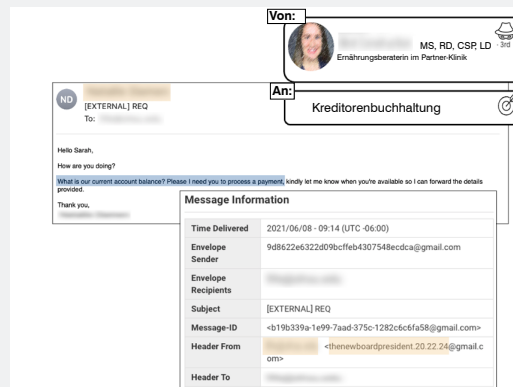 Von:
MS, RD, CSP, LD
· 3rd
Ernährungsberaterin im Partner-Klinik
An:
Kreditorenbuchhaltung
ND
[EXTERNAL] REQ
To:
Hello Sarah,
How are you doing?
What is our current account balance? Please I need you to process a payment, kindly let me know when you're available so I can forward the details
provided.
Thank you,
Message Information
Time Delivered 2021/06/08 - 09:14 (UTC -06:00)
Envelope Sender 9d8622e6322d09bcffeb4307548ecdca@gmail.com
Envelope Recipients
Subject [EXTERNAL] REQ
Message-ID <b19b339a-1e99-7aad-375c-1282c6c6fa58@gmail.com>
Header From <thenewboardpresident.20.22.24@gmail.c
om>
Header To